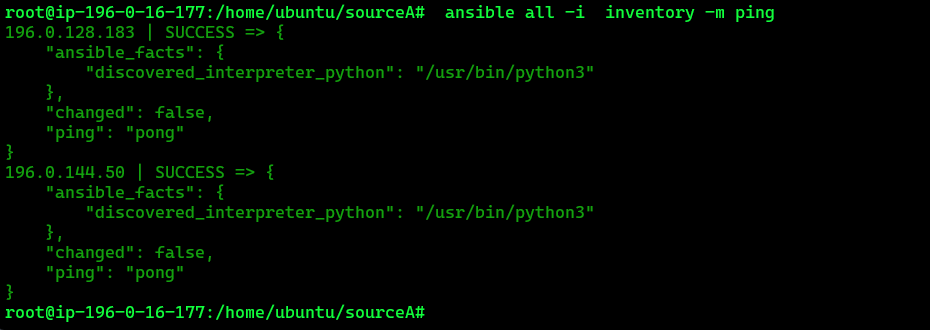 root@ip-196-0-16-177:/home/ubuntu/sourceA#  ansible all -i  inventory -m ping
196.0.128.183 | SUCCESS => {
    "ansible_facts": {
        "discovered_interpreter_python": "/usr/bin/python3"
    },
    "changed": false,
    "ping": "pong"
}
196.0.144.50 | SUCCESS => {
    "ansible_facts": {
        "discovered_interpreter_python": "/usr/bin/python3"
    },
    "changed": false,
    "ping": "pong"
}
root@ip-196-0-16-177:/home/ubuntu/sourceA#